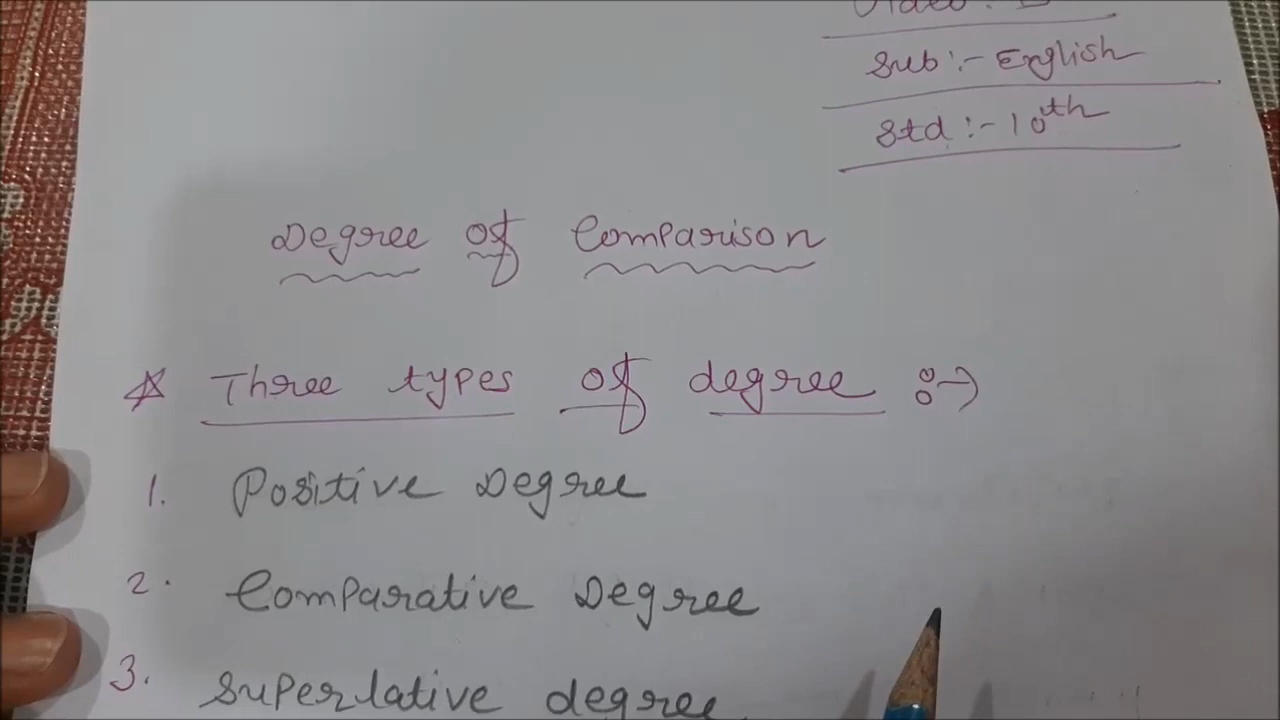 Sub :- English
Std :- 10th
Degree of Comparison
☆ Three types of degree :→
1. Positive Degree
2. Comparative Degree
3. Superlative degree